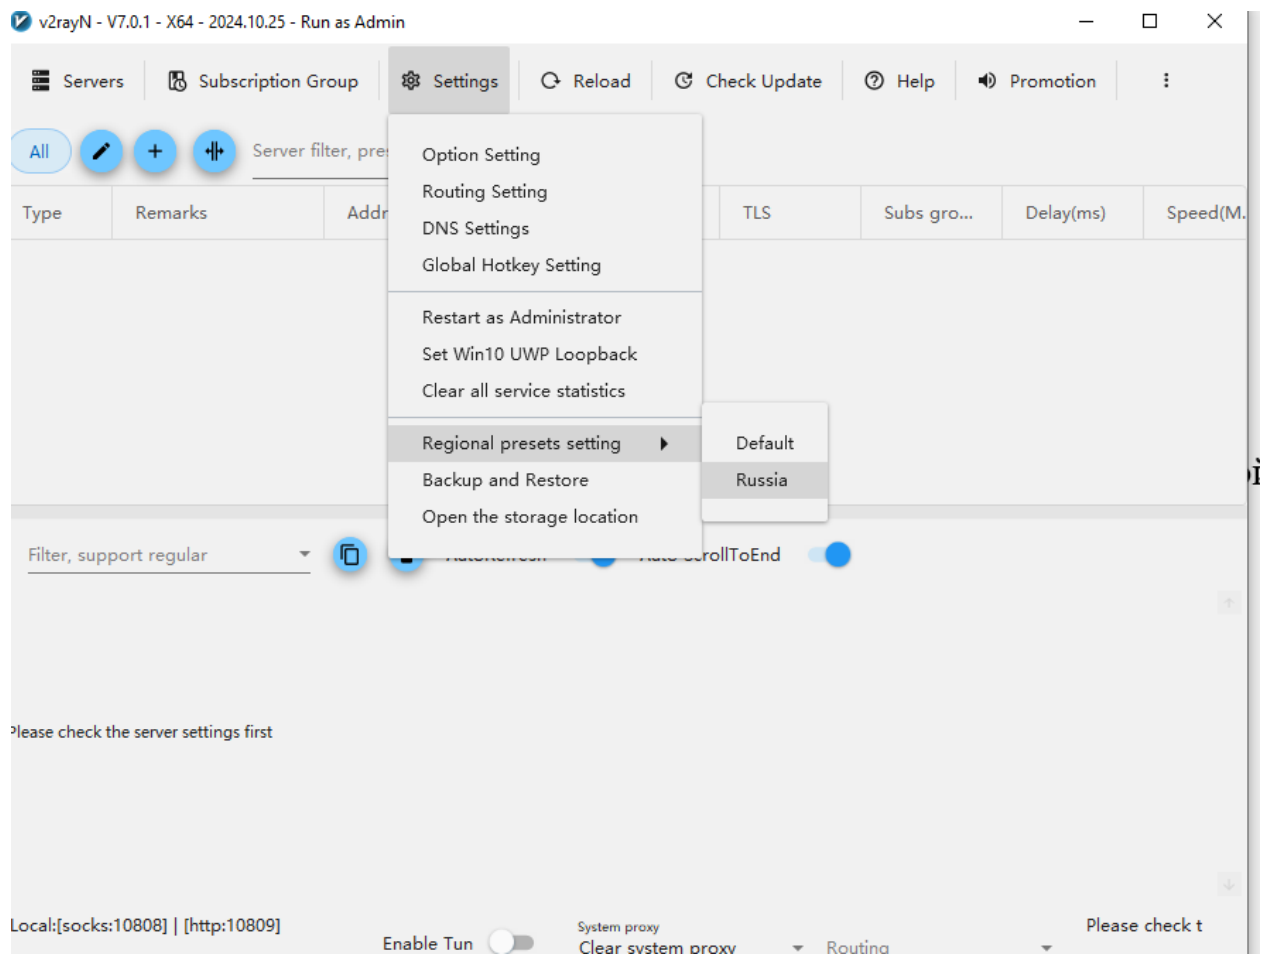 v2rayN - V7.0.1 - X64 - 2024.10.25 - Run as Admin
Servers Subscription Group Settings Reload Check Update Help Promotion
All Server filter, pre
Type Remarks Addr TLS Subs gro... Delay(ms) Speed(M.
Option Setting
Routing Setting
DNS Settings
Global Hotkey Setting
Restart as Administrator
Set Win10 UWP Loopback
Clear all service statistics
Regional presets setting
Backup and Restore
Open the storage location
Default
Russia
Filter, support regular AutoRefresh Auto ScrollToEnd
Please check the server settings first
Local:[socks:10808] | [http:10809]
Enable Tun
System proxy
Clear system proxy
Routing
Please check t